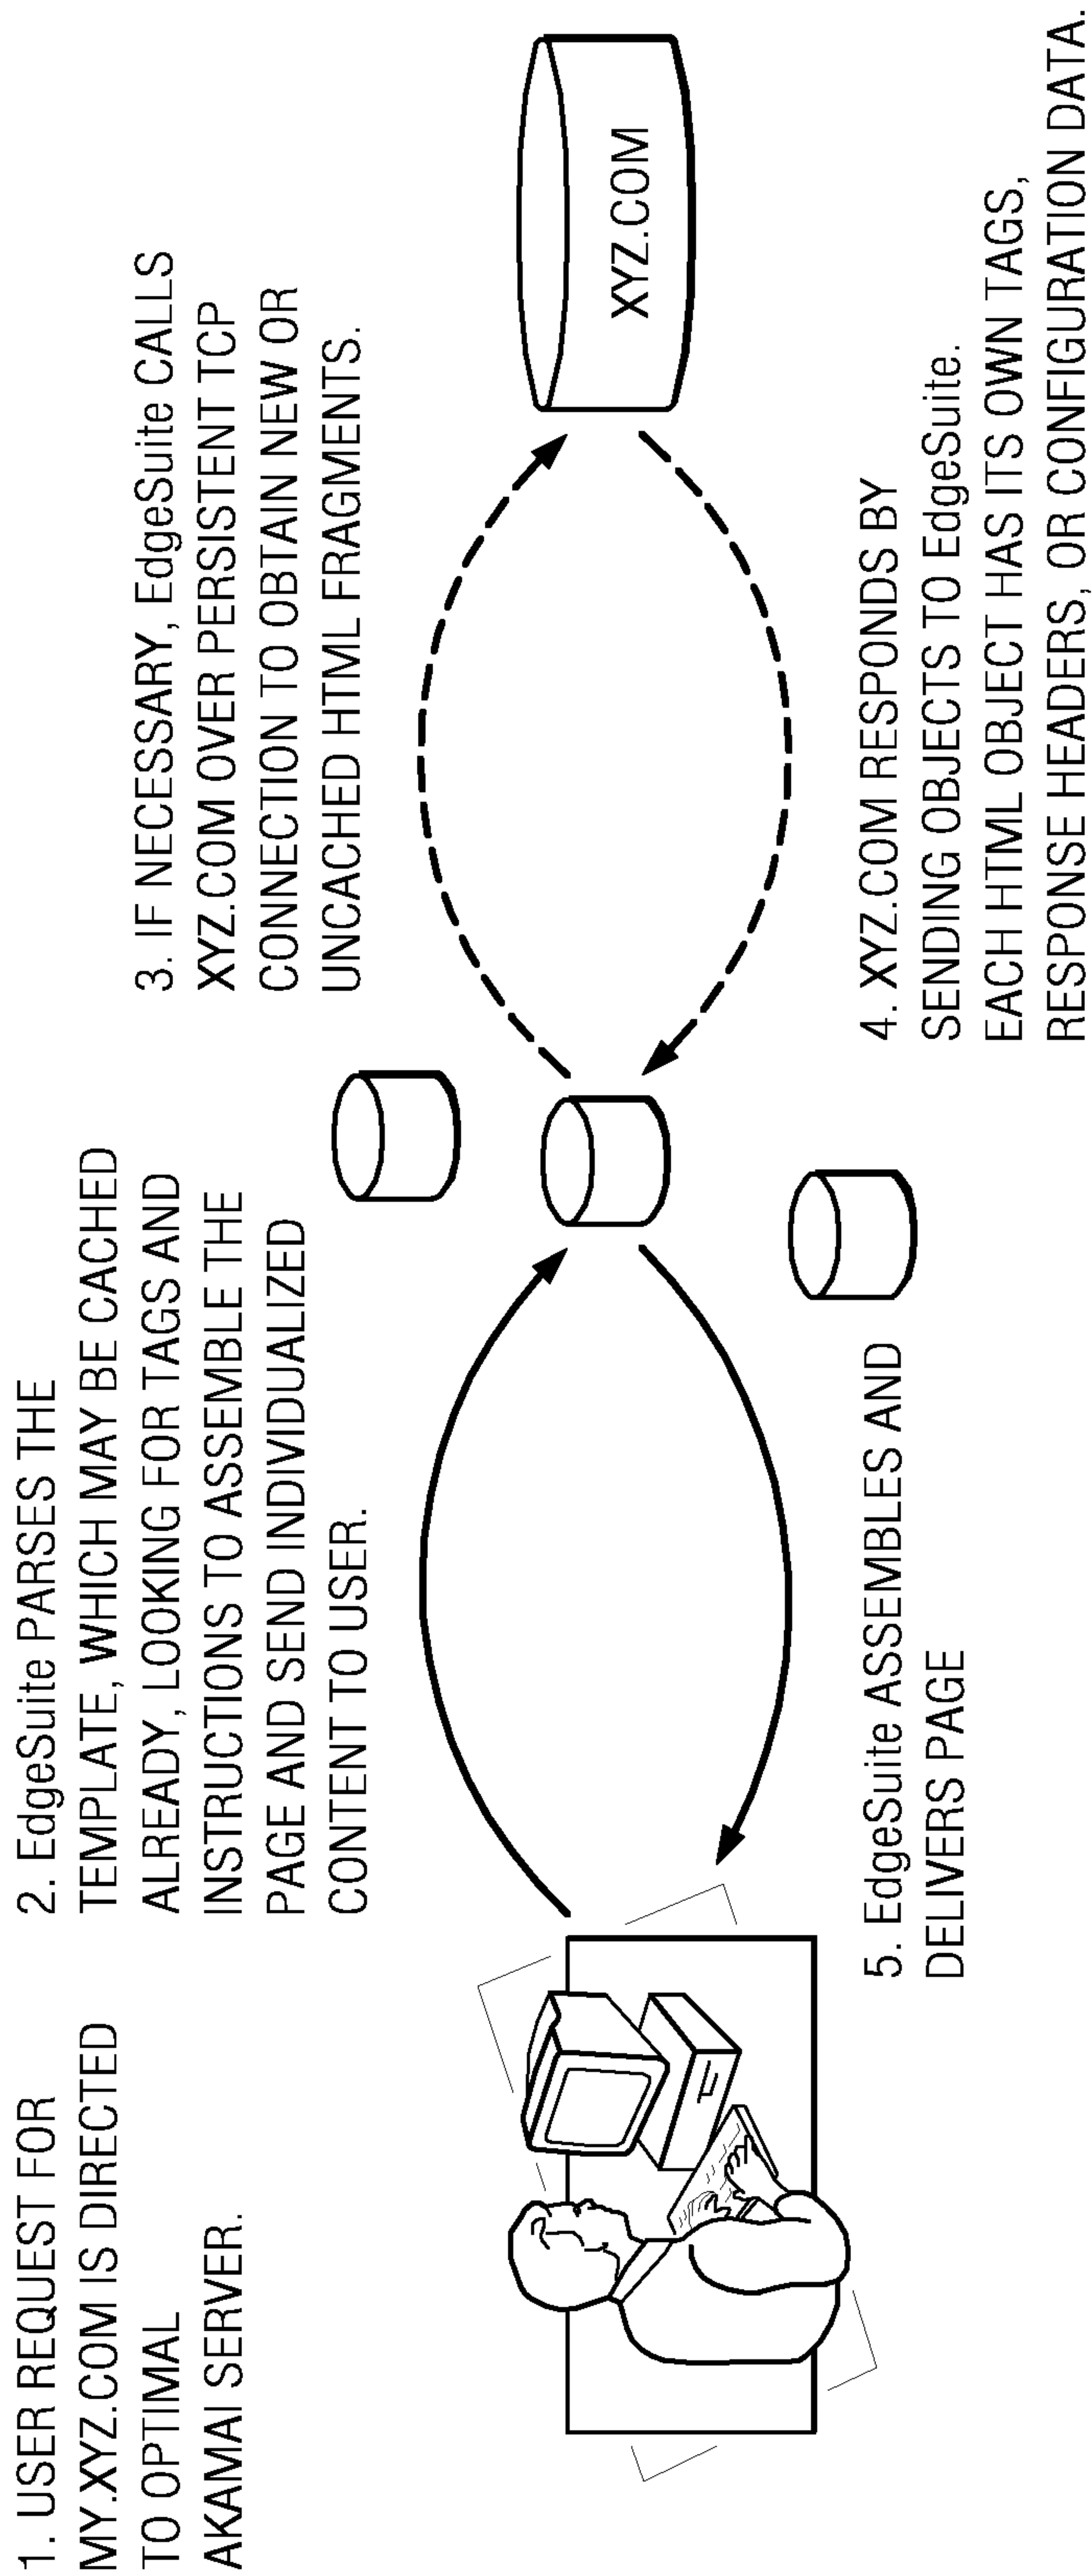 1. USER REQUEST FOR
MY.XYZ.COM IS DIRECTED
TO OPTIMAL
AKAMAI SERVER.
2. EdgeSuite PARSES THE
TEMPLATE, WHICH MAY BE CACHED
ALREADY, LOOKING FOR TAGS AND
INSTRUCTIONS TO ASSEMBLE THE
PAGE AND SEND INDIVIDUALIZED
CONTENT TO USER.
3. IF NECESSARY, EdgeSuite CALLS
XYZ.COM OVER PERSISTENT TCP
CONNECTION TO OBTAIN NEW OR
UNCACHED HTML FRAGMENTS.
XYZ.COM
4. XYZ.COM RESPONDS BY
SENDING OBJECTS TO EdgeSuite.
EACH HTML OBJECT HAS ITS OWN TAGS,
RESPONSE HEADERS, OR CONFIGURATION DATA.
5. EdgeSuite ASSEMBLES AND
DELIVERS PAGE